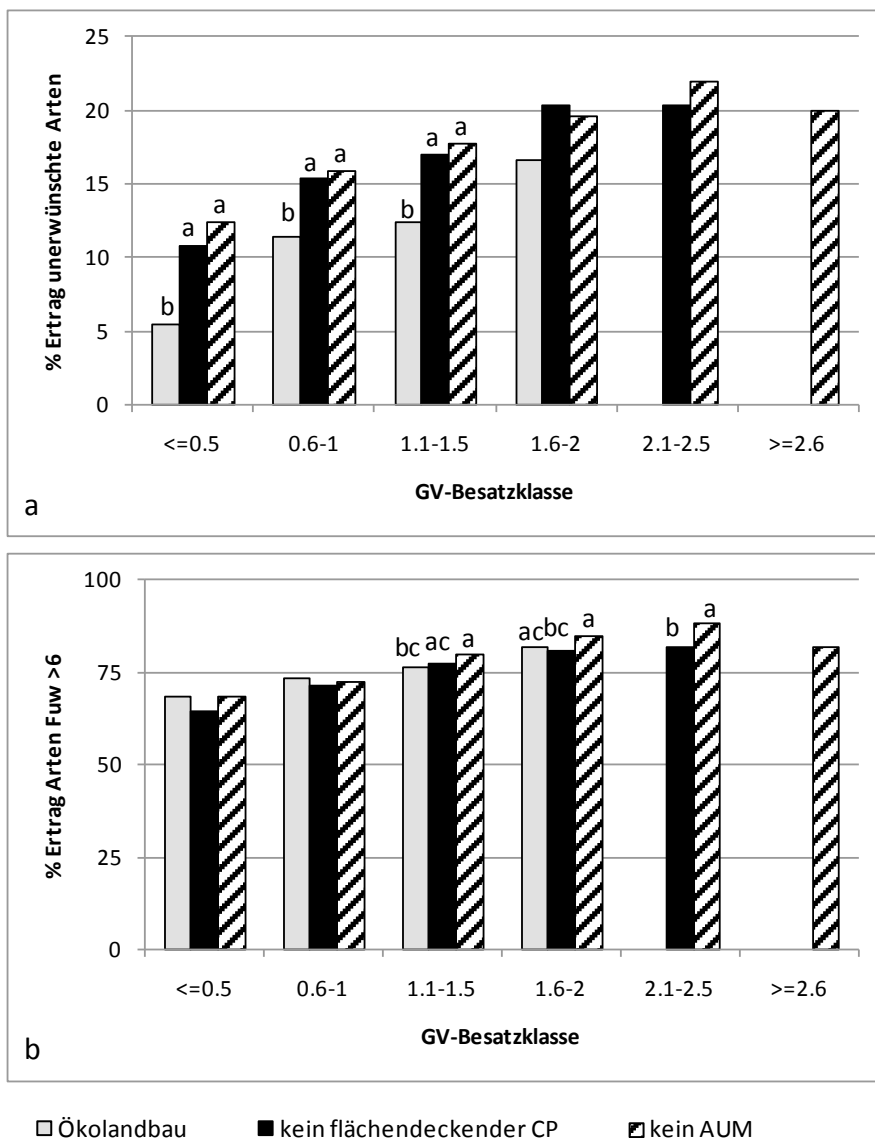 25
20
15
10
5
0
% Ertrag unerwünschte Arten
b a a b a a b a a
<=0.5 0.6-1 1.1-1.5 1.6-2 2.1-2.5 >=2.6
GV-Besatzklasse
a
100
75
50
25
0
% Ertrag Arten Fuw >6
bc ac a ac bc a b a
<=0.5 0.6-1 1.1-1.5 1.6-2 2.1-2.5 >=2.6
GV-Besatzklasse
b
Ökolandbau kein flächendeckender CP kein AUM